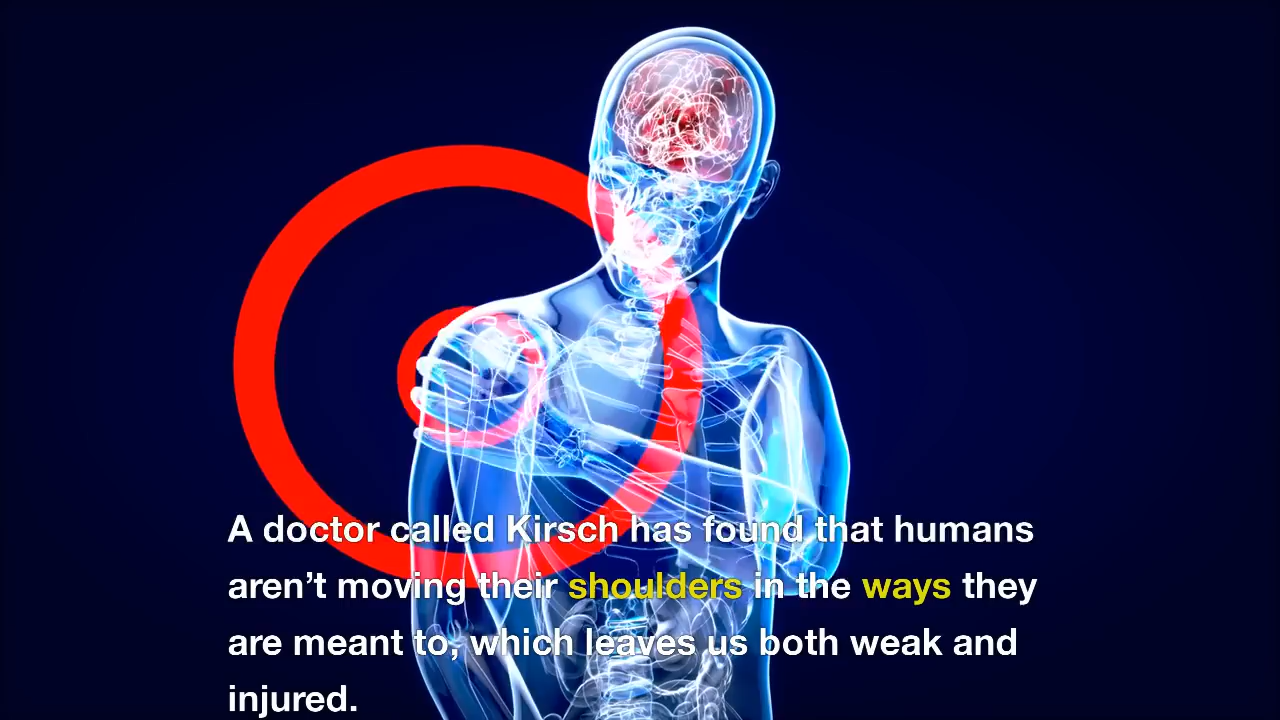 A doctor called Kirsch has found that humans
aren’t moving their shoulders in the ways they
are meant to, which leaves us both weak and
injured.